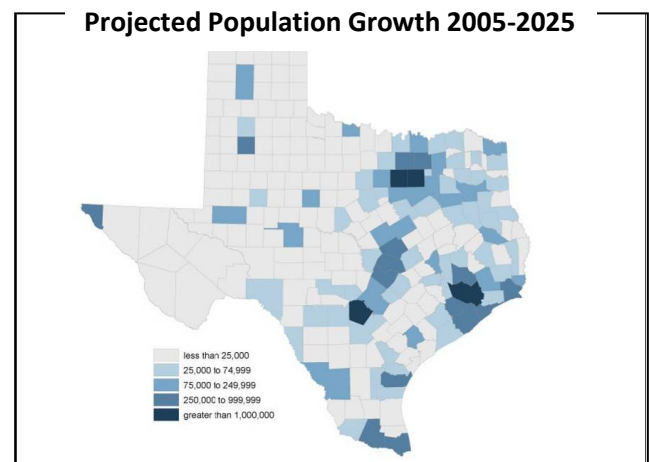 Projected Population Growth 2005-2025
less than 25,000
25,000 to 74,999
75,000 to 249,999
250,000 to 999,999
greater than 1,000,000